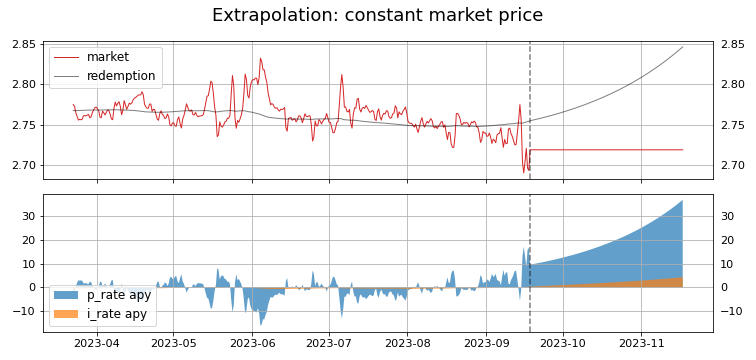 Extrapolation: constant market price
2.85 2.85
market
redemption
2.80 2.80
2.75 2.75
2.70 2.70
30 30
20 20
10 10
0 0
p_rate apy
−10 −10
i_rate apy
2023-04 2023-05 2023-06 2023-07 2023-08 2023-09 2023-10 2023-11